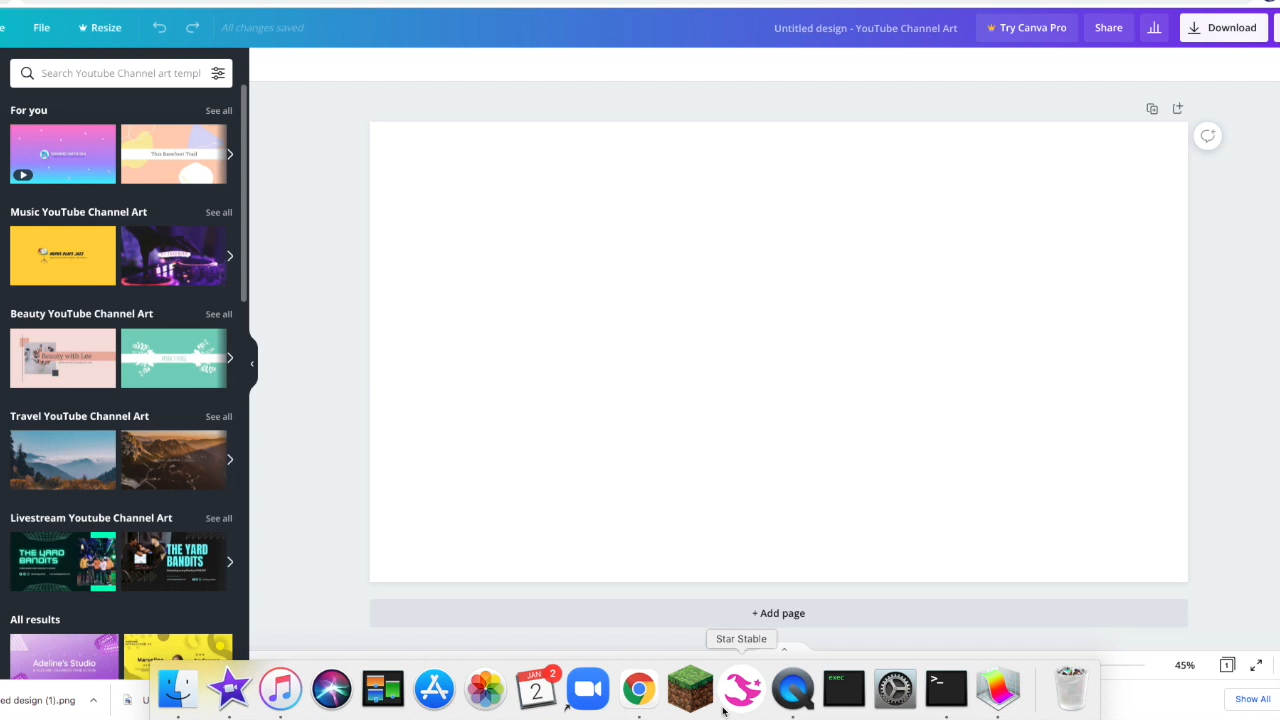 e File Resize All changes saved Untitled design - YouTube Channel Art Try Canva Pro Share Download
Search Youtube Channel art templ
For you See all
This Barefoot Trail
Music YouTube Channel Art See all
Beauty YouTube Channel Art See all
Beauty with Lee
Travel YouTube Channel Art See all
Livestream Youtube Channel Art See all
THE YARD
BANDITS
THE YARD
BANDITS
All results
Adeline's Studio
+ Add page
Star Stable
45% 1
JAN 2
2
exec
>_
ed design (1).png U
Show All